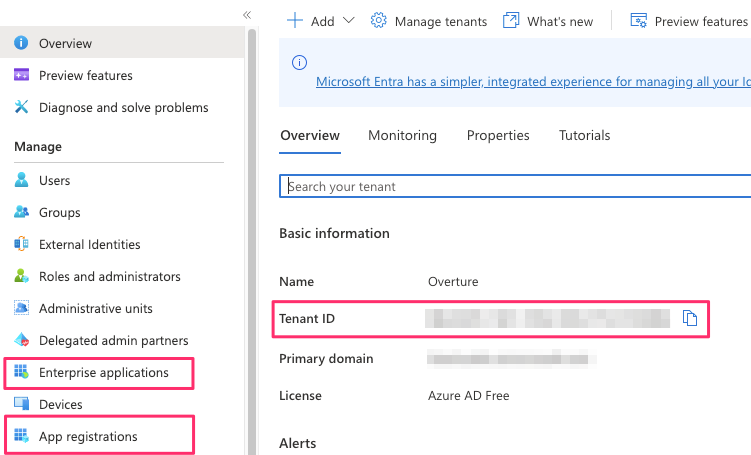 Overview
Preview features
Diagnose and solve problems
Manage
Users
Groups
External Identities
Roles and administrators
Administrative units
Delegated admin partners
Enterprise applications
Devices
App registrations
Add
Manage tenants
What's new
Preview features
Microsoft Entra has a simpler, integrated experience for managing all your
Overview Monitoring Properties Tutorials
Search your tenant
Basic information
Name Overture
Tenant ID
Primary domain
License Azure AD Free
Alerts